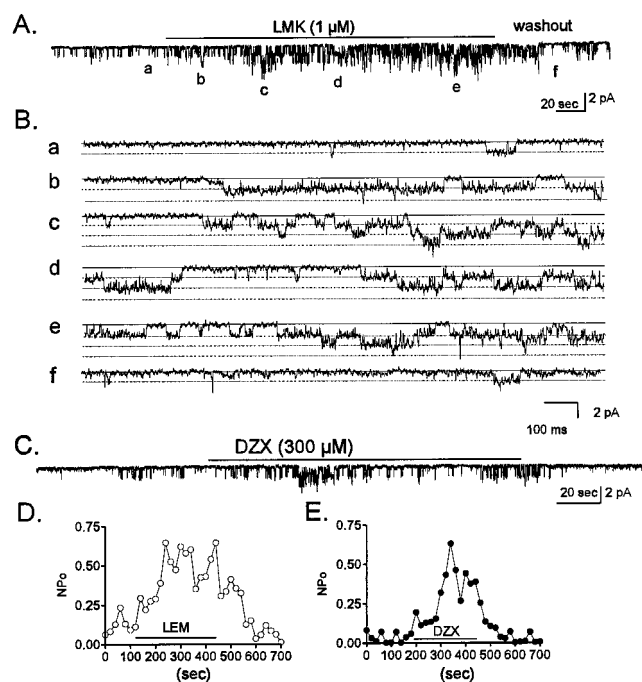 A.
LMK (1 µM)
washout
a
b
c
d
e
f
20 sec
2 pA
B.
a
b
c
d
e
f
2 pA
100 ms
C.
DZX (300 µM)
20 sec
2 pA
D.
0.75
0.50
0.25
0.00
NPo
LEM
0 100 200 300 400 500 600 700
(sec)
E.
0.75
0.50
0.25
0.00
NPo
DZX
0 100 200 300 400 500 600 700
(sec)